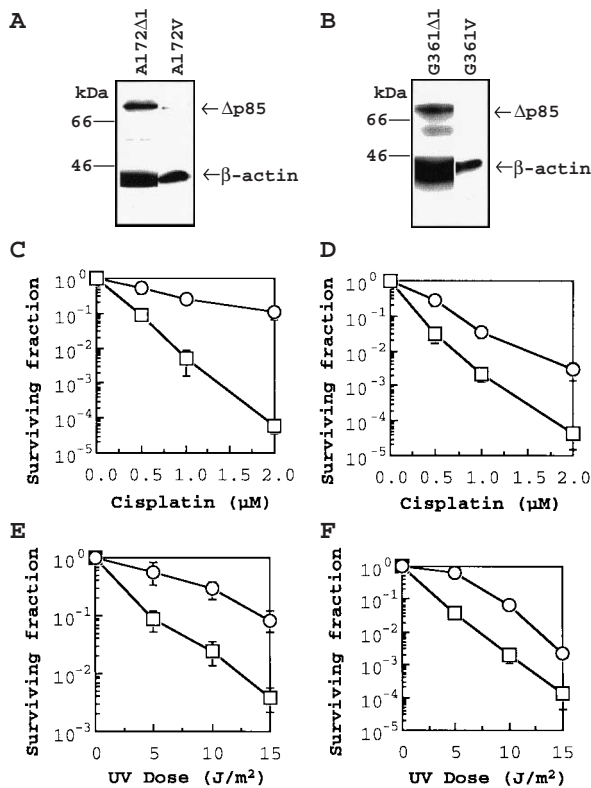 A
B
A172Δ1
A172V
G361Δ1
G361V
kDa
66
46
←Δp85
←β-actin
kDa
66
46
←Δp85
←β-actin
C
D
Surviving fraction
10⁰
10⁻¹
10⁻²
10⁻³
10⁻⁴
10⁻⁵
0.0 0.5 1.0 1.5 2.0
Cisplatin (µM)
Surviving fraction
10⁰
10⁻¹
10⁻²
10⁻³
10⁻⁴
10⁻⁵
0.0 0.5 1.0 1.5 2.0
Cisplatin (µM)
E
F
Surviving fraction
10⁰
10⁻¹
10⁻²
10⁻³
0 5 10 15
UV Dose (J/m²)
Surviving fraction
10⁰
10⁻¹
10⁻²
10⁻³
10⁻⁴
10⁻⁵
0 5 10 15
UV Dose (J/m²)